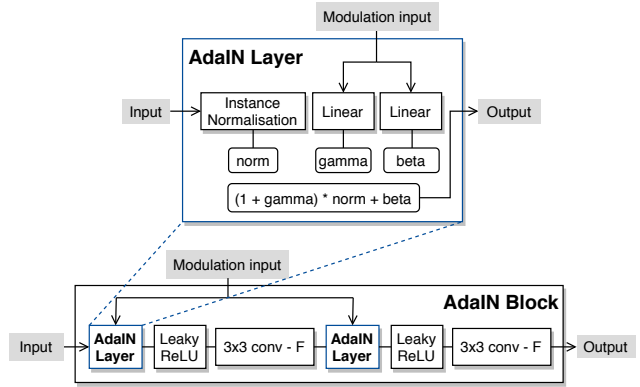 Modulation input
AdaIN Layer
Input
Instance
Normalisation
Linear
Linear
Output
norm
gamma
beta
(1 + gamma) * norm + beta
Modulation input
AdaIN Block
Input
AdaIN
Layer
Leaky
ReLU
3x3 conv - F
AdaIN
Layer
Leaky
ReLU
3x3 conv - F
Output